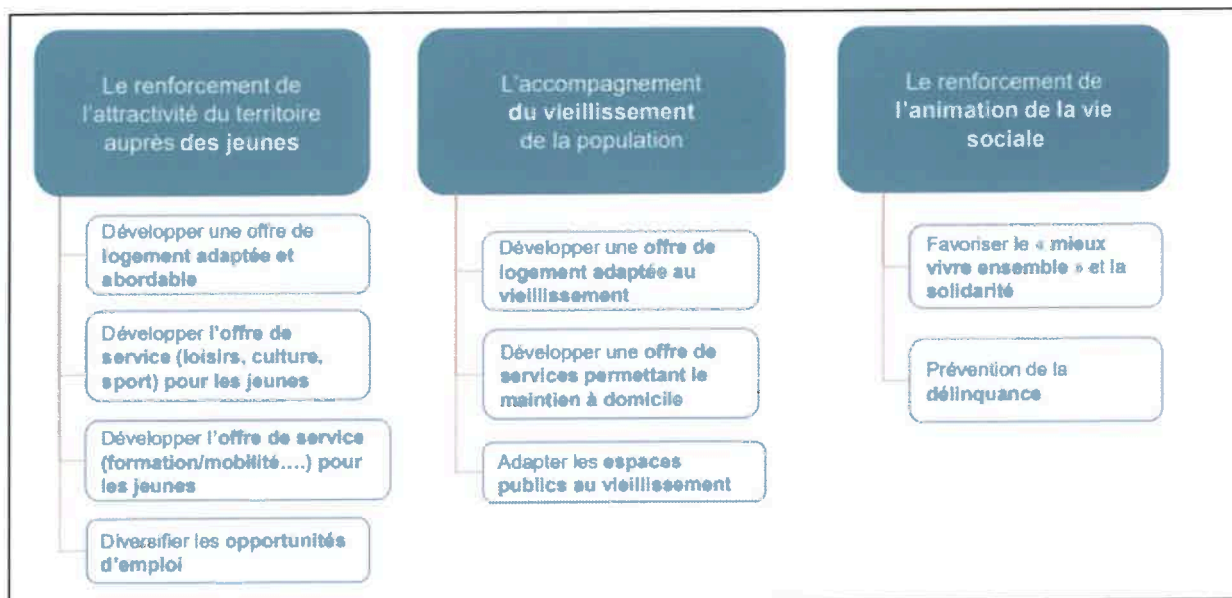 Le renforcement de
l'attractivité du territoire
auprès des jeunes
Développer une offre de
logement adaptée et
abordable
Développer l'offre de
service (loisirs, culture,
sport) pour les jeunes
Développer l'offre de service
(formation/mobilité....) pour
les jeunes
Diversifier les opportunités
d'emploi
L'accompagnement
du vieillissement
de la population
Développer une offre de
logement adaptée au
vieillissement
Développer une offre de
services permettant le
maintien à domicile
Adapter les espaces
publics au vieillissement
Le renforcement de
l'animation de la vie
sociale
Favoriser le « mieux
vivre ensemble » et la
solidarité
Prévention de la
délinquance